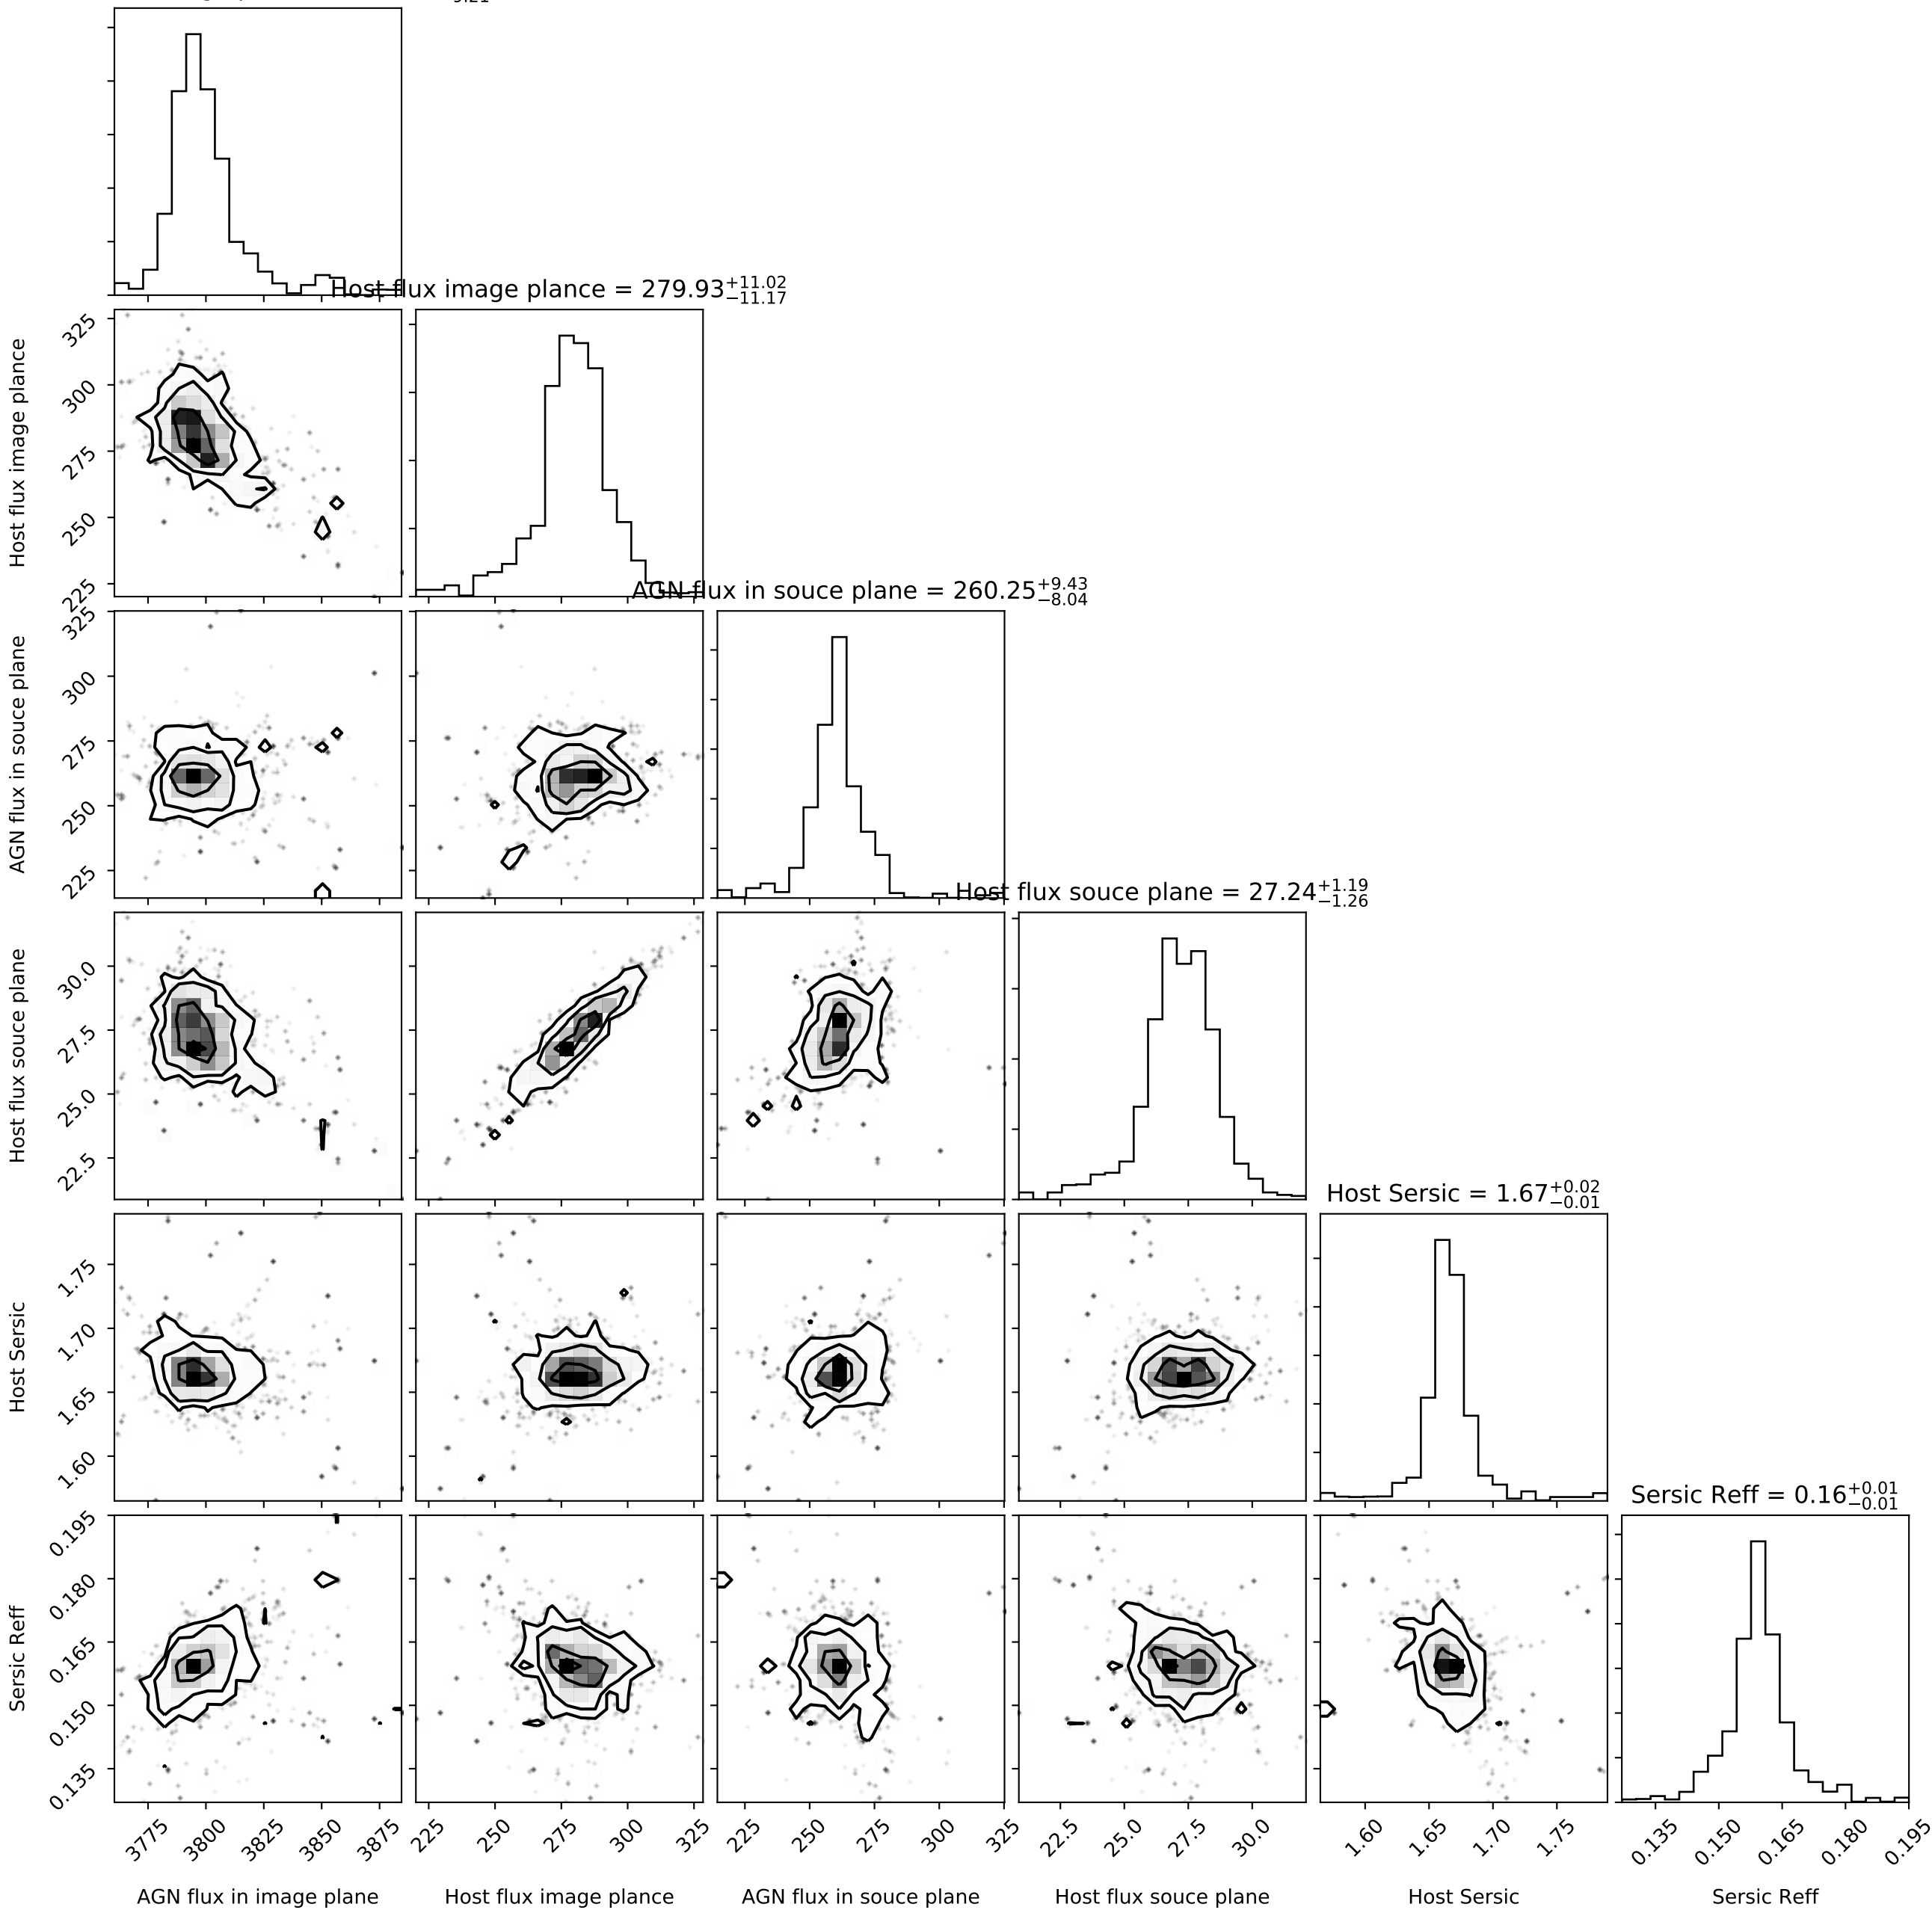 Host flux image plance = 279.93 +11.02 −11.17
325
300
275
250
225
Host flux image plance
AGN flux in souce plane = 260.25 +9.43 −8.04
325
300
275
250
225
AGN flux in souce plane
Host flux souce plane = 27.24 +1.19 −1.26
30.0
27.5
25.0
22.5
Host flux souce plane
Host Sersic = 1.67 +0.02 −0.01
1.75
1.70
1.65
1.60
Host Sersic
Sersic Reff = 0.16 +0.01 −0.01
0.195
0.180
0.165
0.150
0.135
Sersic Reff
3775 3800 3825 3850 3875 225 250 275 300 325 225 250 275 300 325 22.5 25.0 27.5 30.0 1.60 1.65 1.70 1.75 0.135 0.150 0.165 0.180 0.195
AGN flux in image plane Host flux image plance AGN flux in souce plane Host flux souce plane Host Sersic Sersic Reff